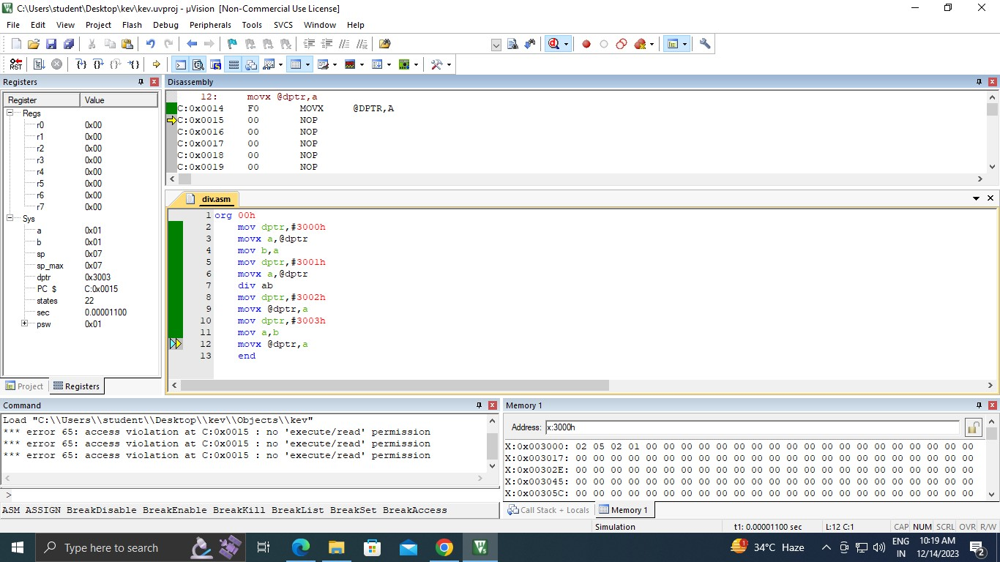 C:\Users\student\Desktop\kev\kev.uvproj - µVision [Non-Commercial Use License]
File Edit View Project Flash Debug Peripherals Tools SVCS Window Help
Registers
Register Value
Regs
r0 0x00
r1 0x00
r2 0x00
r3 0x00
r4 0x00
r5 0x00
r6 0x00
r7 0x00
Sys
a 0x01
b 0x01
sp 0x07
sp_max 0x07
dptr 0x3003
PC $ C:0x0015
states 22
sec 0.00001100
psw 0x01
Project Registers
Disassembly
12: movx @dptr,a
C:0x0014 F0 MOVX @DPTR,A
C:0x0015 00 NOP
C:0x0016 00 NOP
C:0x0017 00 NOP
C:0x0018 00 NOP
C:0x0019 00 NOP
div.asm
1 org 00h
2 mov dptr,#3000h
3 movx a,@dptr
4 mov b,a
5 mov dptr,#3001h
6 movx a,@dptr
7 div ab
8 mov dptr,#3002h
9 movx @dptr,a
10 mov dptr,#3003h
11 mov a,b
12 movx @dptr,a
13 end
Command
Load "C:\\Users\\student\\Desktop\\kev\\Objects\\kev"
*** error 65: access violation at C:0x0015 : no 'execute/read' permission
*** error 65: access violation at C:0x0015 : no 'execute/read' permission
*** error 65: access violation at C:0x0015 : no 'execute/read' permission
>
ASM ASSIGN BreakDisable BreakEnable BreakKill BreakList BreakSet BreakAccess
Memory 1
Address: x:3000h
X:0x003000: 02 05 02 01 00 00 00 00 00 00 00 00 00 00 00 00 00 00 00 00 00 00 00
X:0x003017: 00 00 00 00 00 00 00 00 00 00 00 00 00 00 00 00 00 00 00 00 00 00 00
X:0x00302E: 00 00 00 00 00 00 00 00 00 00 00 00 00 00 00 00 00 00 00 00 00 00 00
X:0x003045: 00 00 00 00 00 00 00 00 00 00 00 00 00 00 00 00 00 00 00 00 00 00 00
X:0x00305C: 00 00 00 00 00 00 00 00 00 00 00 00 00 00 00 00 00 00 00 00 00 00 00
Call Stack + Locals Memory 1
Simulation t1: 0.00001100 sec L:12 C:1 CAP NUM SCRL OVR R/W
Type here to search
34°C Haze
ENG
IN
10:19 AM
12/14/2023
2